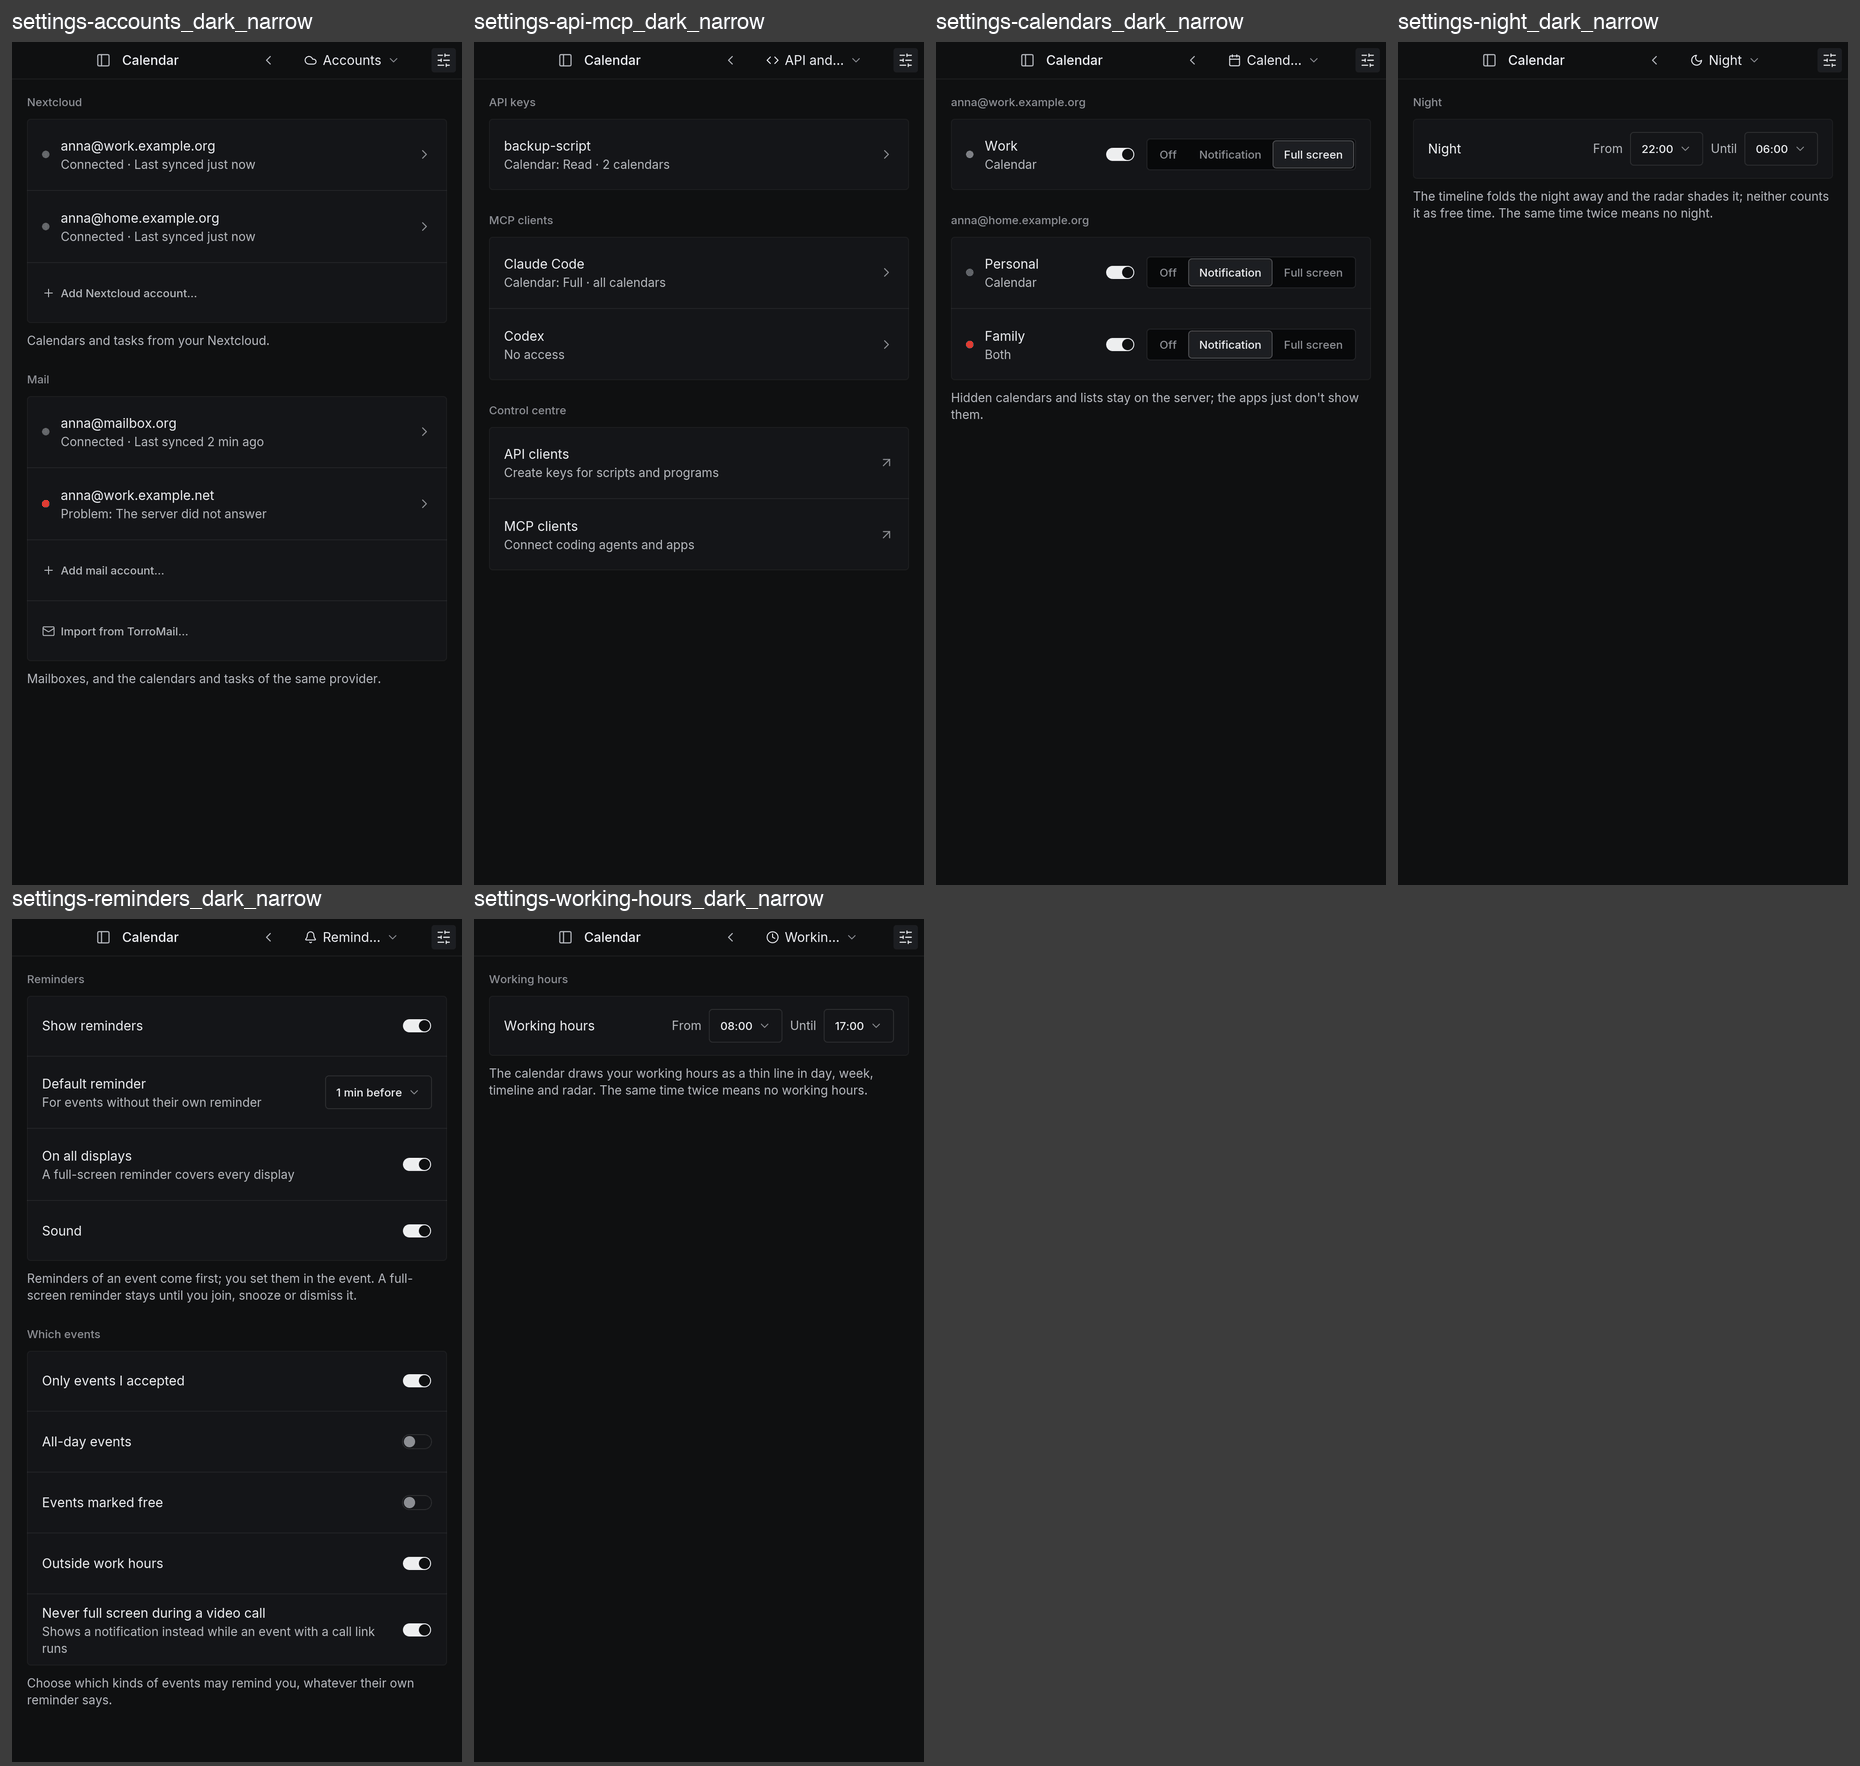 settings-accounts_dark_narrow
Calendar
Accounts
Nextcloud
anna@work.example.org
Connected · Last synced just now
anna@home.example.org
Connected · Last synced just now
Add Nextcloud account...
Calendars and tasks from your Nextcloud.
Mail
anna@mailbox.org
Connected · Last synced 2 min ago
anna@work.example.net
Problem: The server did not answer
Add mail account...
Import from TorroMail...
Mailboxes, and the calendars and tasks of the same provider.
settings-api-mcp_dark_narrow
Calendar
API and...
API keys
backup-script
Calendar: Read · 2 calendars
MCP clients
Claude Code
Calendar: Full · all calendars
Codex
No access
Control centre
API clients
Create keys for scripts and programs
MCP clients
Connect coding agents and apps
settings-calendars_dark_narrow
Calendar
Calend...
anna@work.example.org
Work
Calendar
Off Notification Full screen
anna@home.example.org
Personal
Calendar
Off Notification Full screen
Family
Both
Off Notification Full screen
Hidden calendars and lists stay on the server; the apps just don't show
them.
settings-night_dark_narrow
Calendar
Night
Night
Night From 22:00 Until 06:00
The timeline folds the night away and the radar shades it; neither counts
it as free time. The same time twice means no night.
settings-reminders_dark_narrow
Calendar
Remind...
Reminders
Show reminders
Default reminder
For events without their own reminder
1 min before
On all displays
A full-screen reminder covers every display
Sound
Reminders of an event come first; you set them in the event. A full-
screen reminder stays until you join, snooze or dismiss it.
Which events
Only events I accepted
All-day events
Events marked free
Outside work hours
Never full screen during a video call
Shows a notification instead while an event with a call link
runs
Choose which kinds of events may remind you, whatever their own
reminder says.
settings-working-hours_dark_narrow
Calendar
Workin...
Working hours
Working hours From 08:00 Until 17:00
The calendar draws your working hours as a thin line in day, week,
timeline and radar. The same time twice means no working hours.